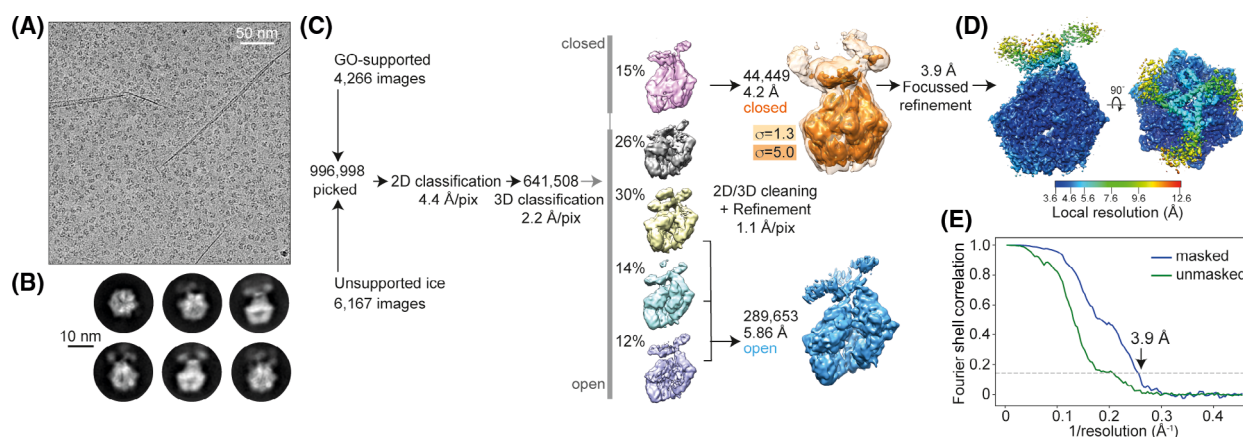 (A)
50 nm
(B)
10 nm
(C)
GO-supported
4,266 images
996,998
picked
Unsupported ice
6,167 images
2D classification
4.4 Å/pix
641,508
3D classification
2.2 Å/pix
closed
15%
26%
30%
14%
12%
open
44,449
4.2 Å
closed
σ=1.3
σ=5.0
2D/3D cleaning
+ Refinement
1.1 Å/pix
289,653
5.86 Å
open
3.9 Å
Focussed
refinement
(D)
90°
3.6 4.6 5.6 7.6 9.6 12.6
Local resolution (Å)
(E)
Fourier shell correlation
1.0
0.8
0.6
0.4
0.2
0
masked
unmasked
3.9 Å
0 0.1 0.2 0.3 0.4
1/resolution (Å⁻¹)